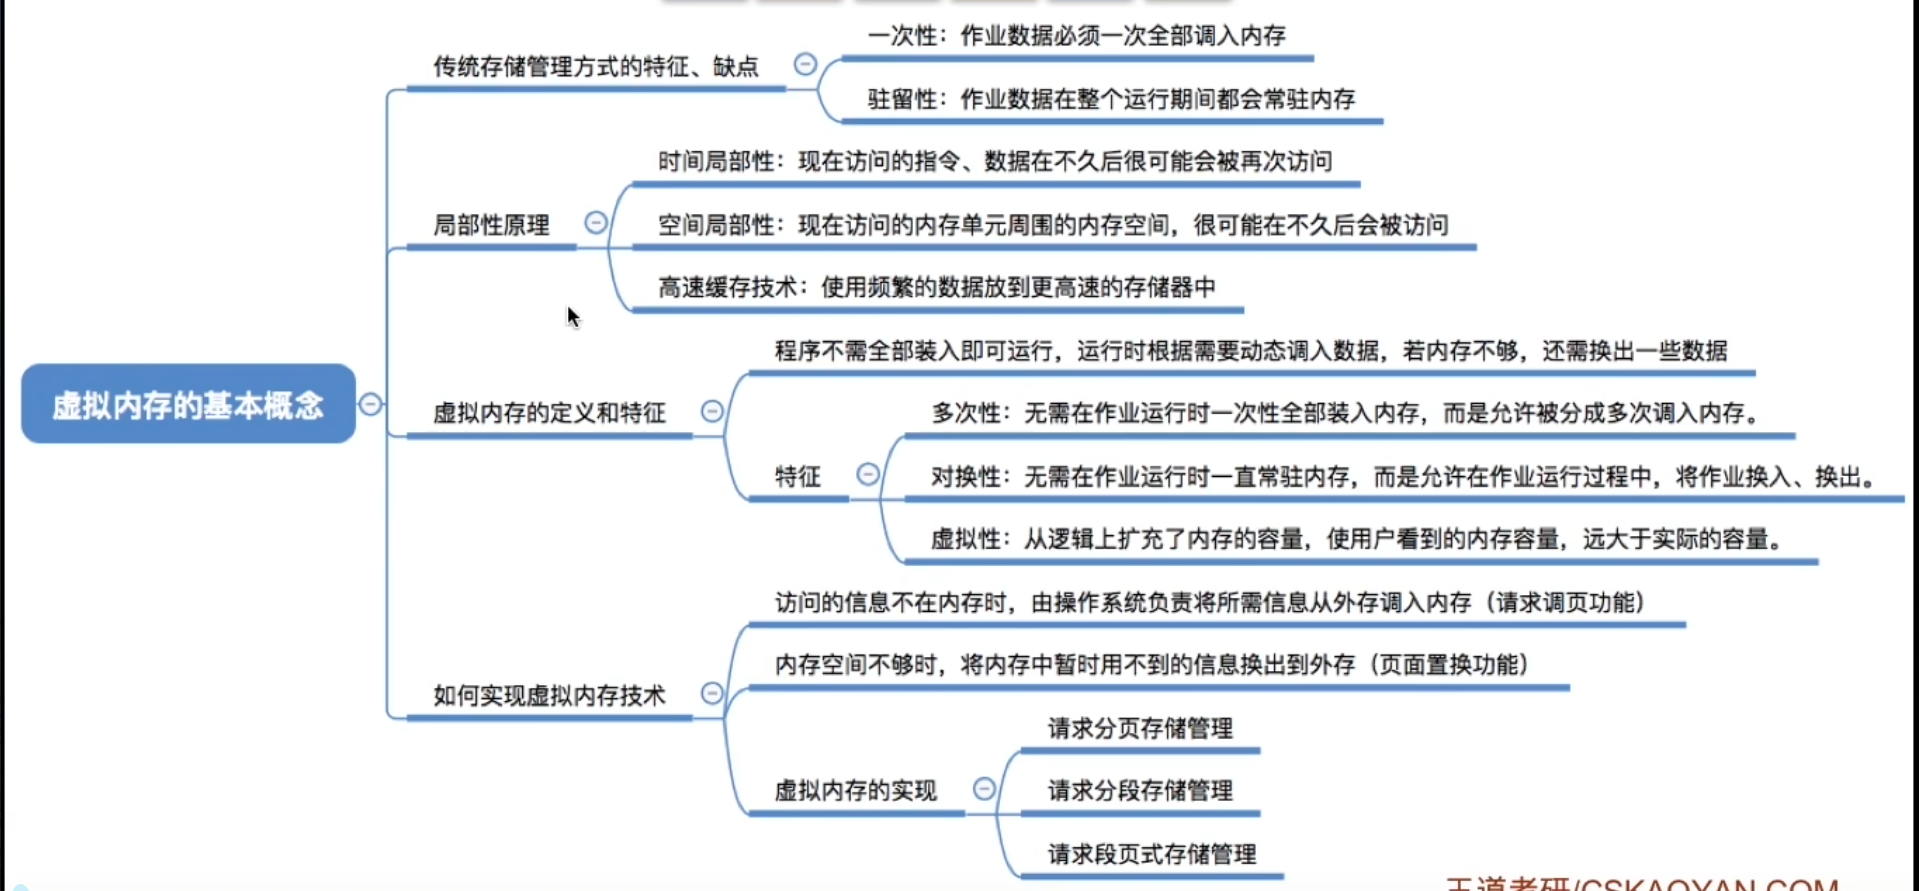 一次性：作业数据必须一次全部调入内存
传统存储管理方式的特征、缺点
驻留性：作业数据在整个运行期间都会常驻内存
时间局部性：现在访问的指令、数据在不久后很可能会被再次访问
局部性原理
空间局部性：现在访问的内存单元周围的内存空间，很可能在不久后会被访问
高速缓存技术：使用频繁的数据放到更高速的存储器中
程序不需全部装入即可运行，运行时根据需要动态调入数据，若内存不够，还需换出一些数据
虚拟内存的基本概念
虚拟内存的定义和特征
多次性：无需在作业运行时一次性全部装入内存，而是允许被分成多次调入内存。
特征
对换性：无需在作业运行时一直常驻内存，而是允许在作业运行过程中，将作业换入、换出。
虚拟性：从逻辑上扩充了内存的容量，使用户看到的内存容量，远大于实际的容量。
访问的信息不在内存时，由操作系统负责将所需信息从外存调入内存（请求调页功能）
内存空间不够时，将内存中暂时用不到的信息换出到外存（页面置换功能）
如何实现虚拟内存技术
请求分页存储管理
虚拟内存的实现
请求分段存储管理
请求段页式存储管理
王道考研/CSKAOYAN.COM